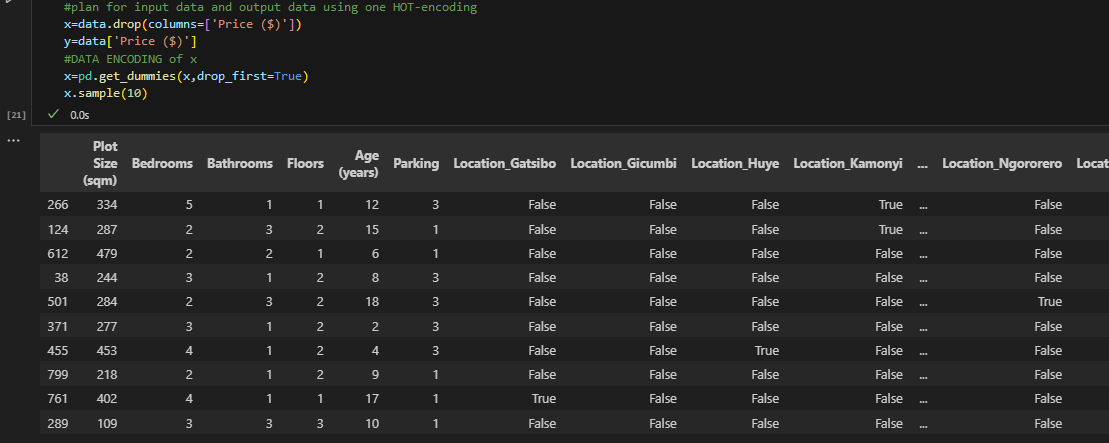 #plan for input data and output data using one HOT-encoding
x=data.drop(columns=['Price ($)'])
y=data['Price ($)']
#DATA ENCODING of x
x=pd.get_dummies(x,drop_first=True)
x.sample(10)
[21] ✓ 0.0s
...
Plot Size (sqm) Bedrooms Bathrooms Floors Age (years) Parking Location_Gatsibo Location_Gicumbi Location_Huye Location_Kamonyi ... Location_Ngororero Locat
266 334 5 1 1 12 3 False False False True ... False
124 287 2 3 2 15 1 False False False True ... False
612 479 2 2 1 6 1 False False False False ... False
38 244 3 1 2 8 3 False False False False ... False
501 284 2 3 2 18 3 False False False False ... True
371 277 3 1 2 2 3 False False False False ... False
455 453 4 1 2 4 3 False False True False ... False
799 218 2 1 2 9 1 False False False False ... False
761 402 4 1 1 17 1 True False False False ... False
289 109 3 3 3 10 1 False False False False ... False